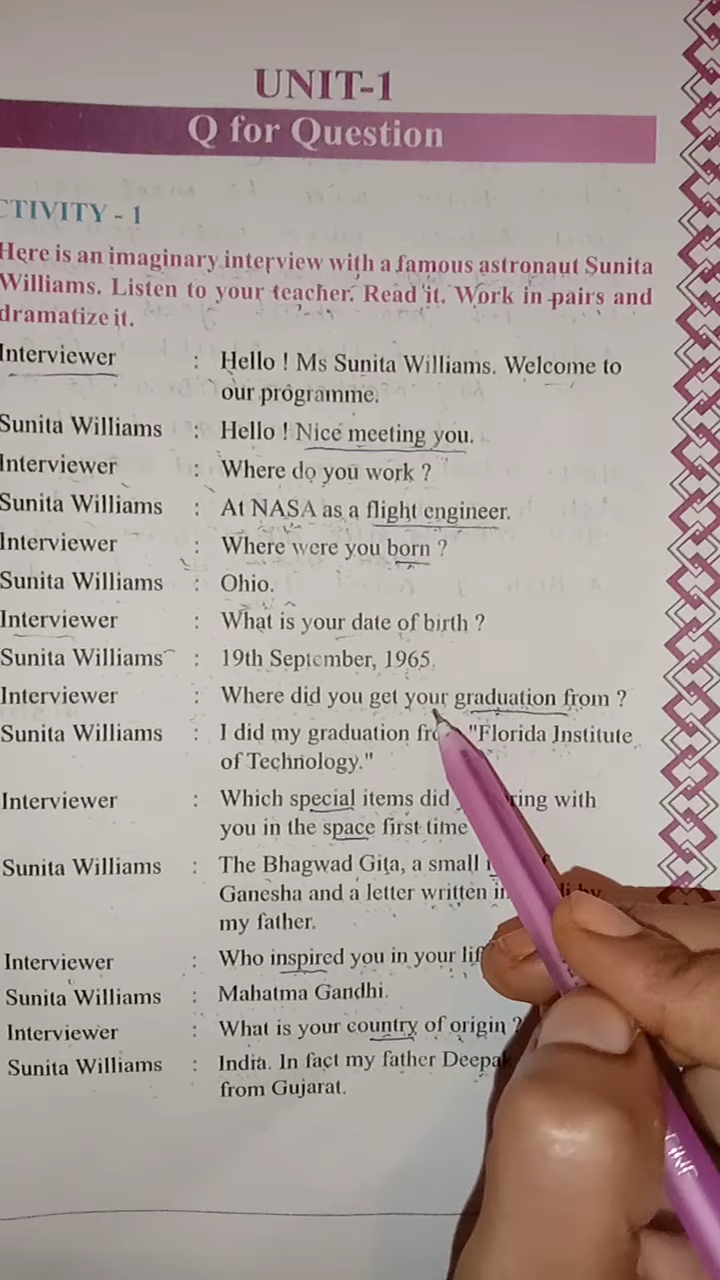 UNIT-1
Q for Question
CTIVITY - 1
Here is an imaginary interview with a famous astronaut Sunita
Williams. Listen to your teacher. Read it. Work in pairs and
dramatize it.
Interviewer : Hello ! Ms Sunita Williams. Welcome to
our programme.
Sunita Williams : Hello ! Nice meeting you.
Interviewer : Where do you work ?
Sunita Williams : At NASA as a flight engineer.
Interviewer : Where were you born ?
Sunita Williams : Ohio.
Interviewer : What is your date of birth ?
Sunita Williams : 19th September, 1965.
Interviewer : Where did you get your graduation from ?
Sunita Williams : I did my graduation "Florida Institute
of Technology."
Interviewer : Which special items did with
you in the space first time
Sunita Williams : The Bhagwad Gita, a small
Ganesha and a letter written by
my father.
Interviewer : Who inspired you in your
Sunita Williams : Mahatma Gandhi.
Interviewer : What is your country of origin ?
Sunita Williams : India. In fact my father
from Gujarat.